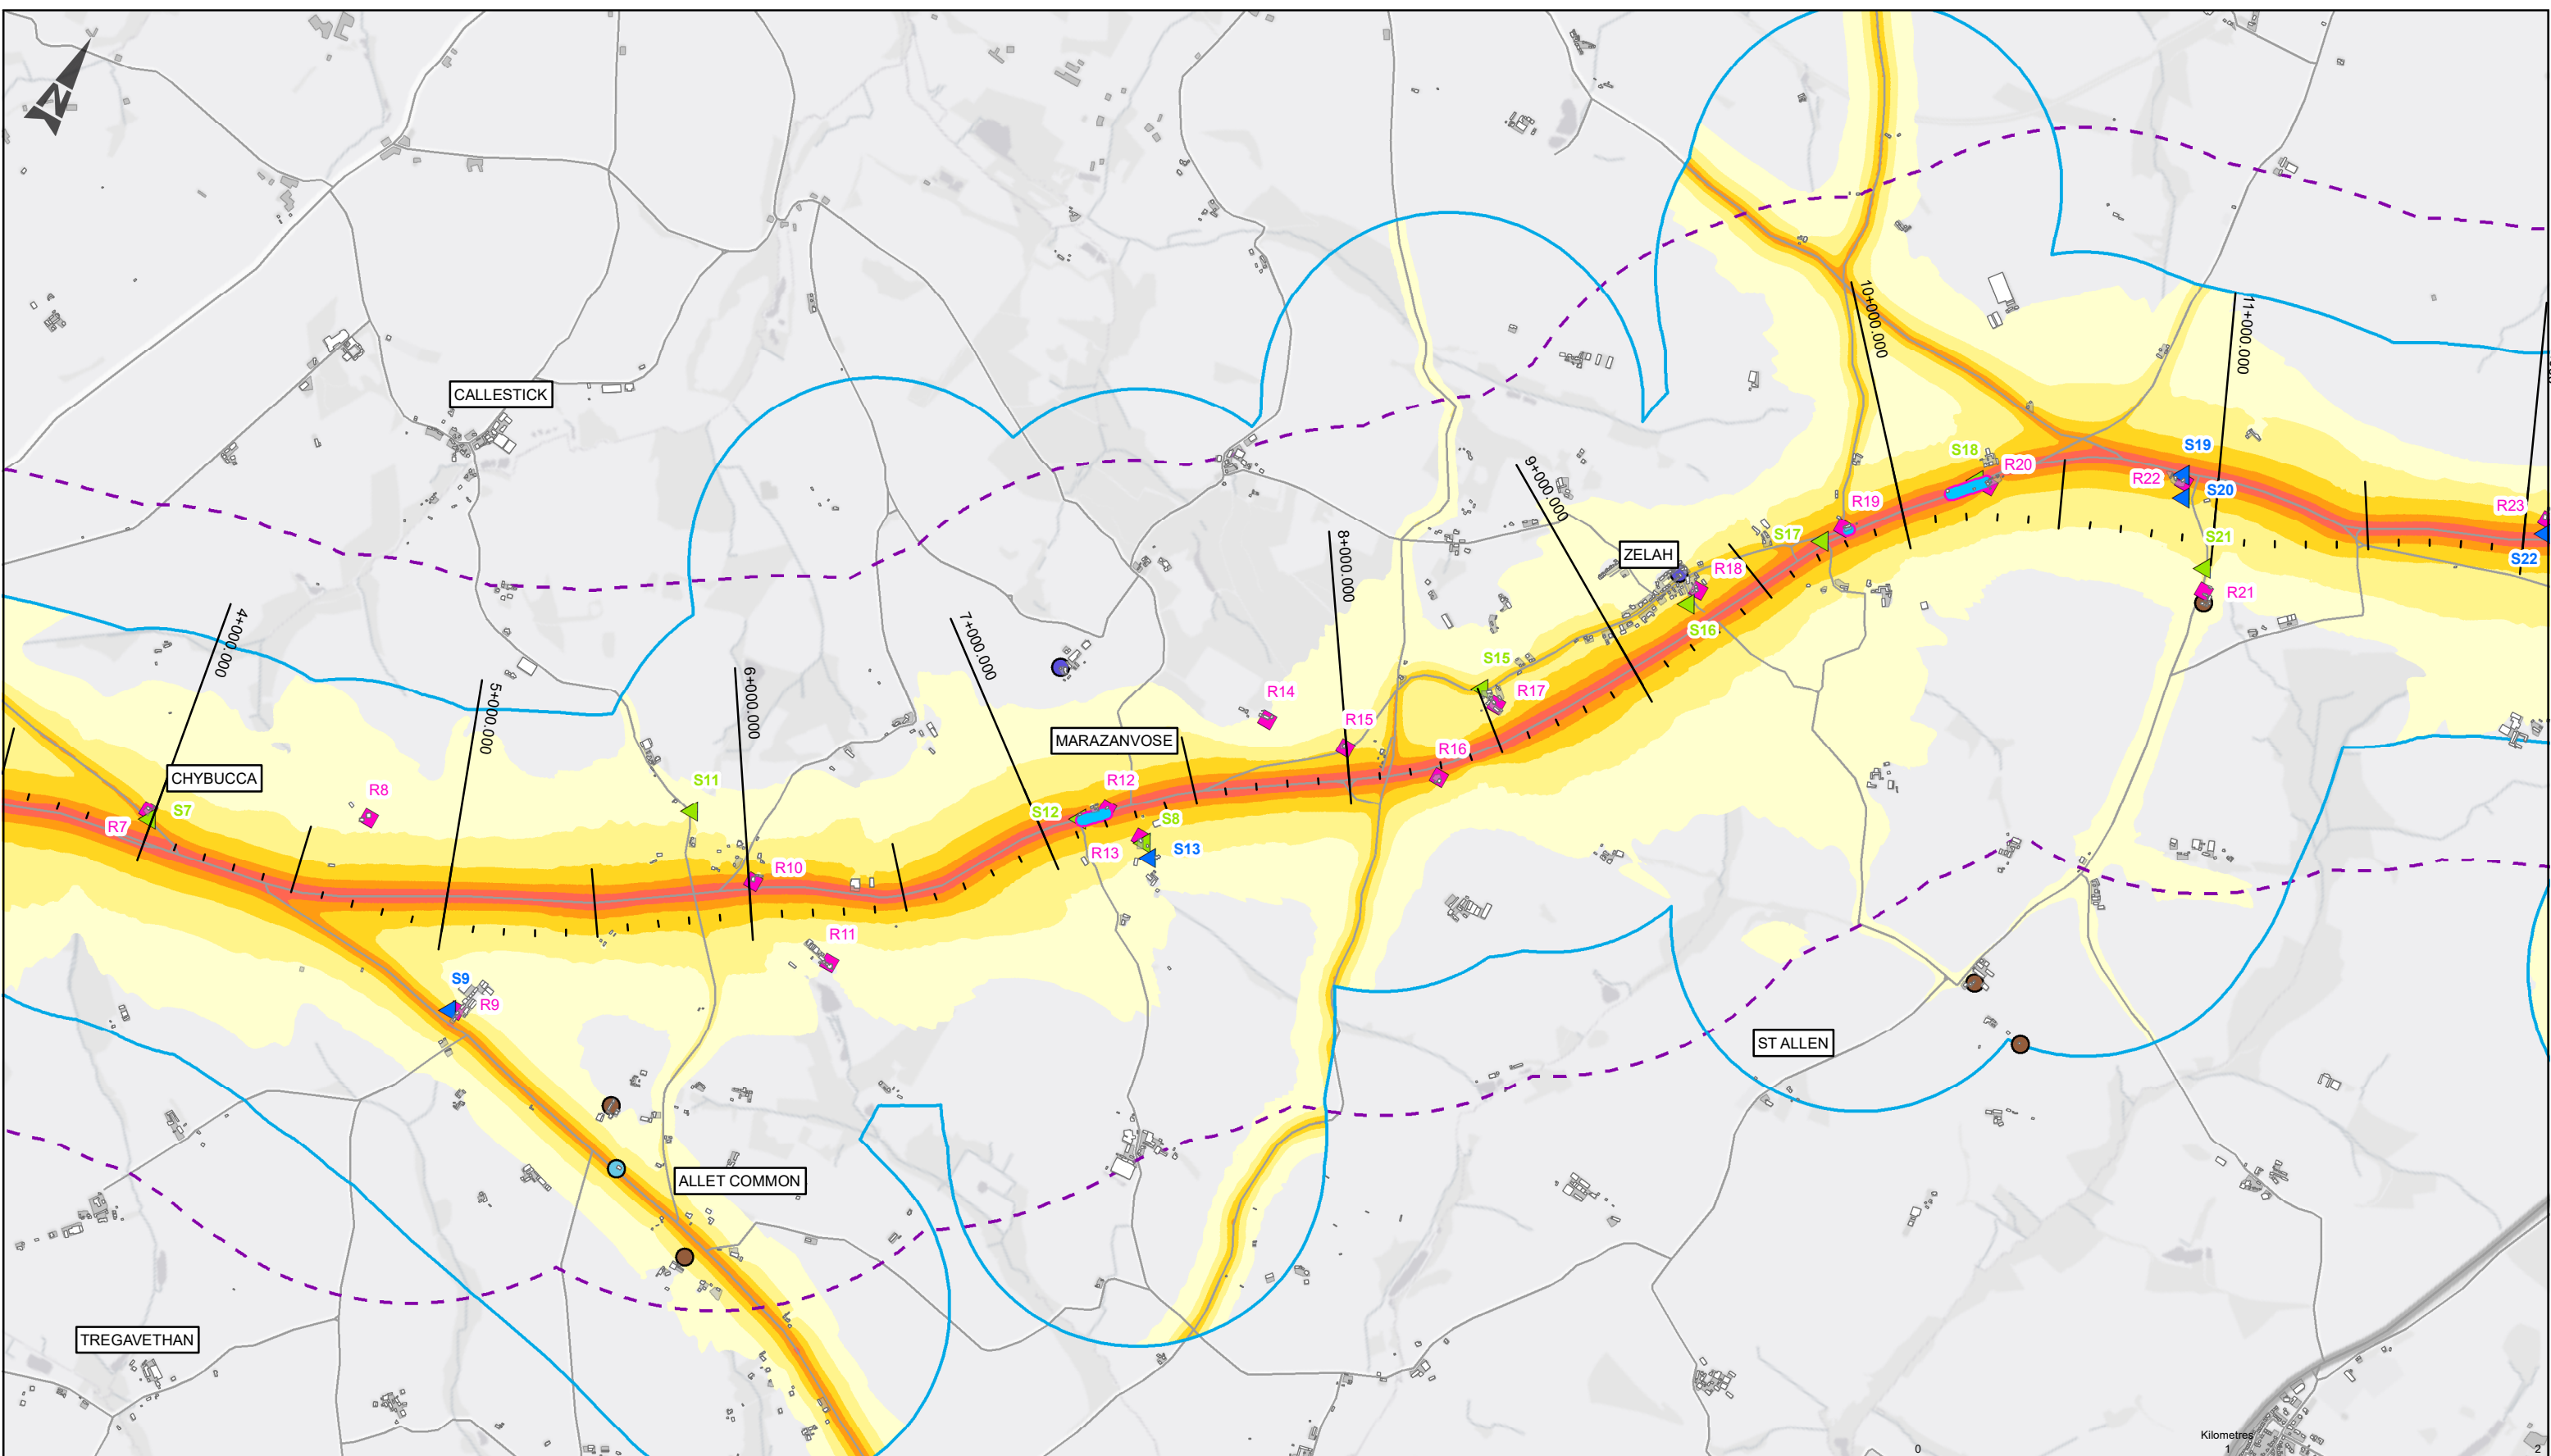 N
10+000.000
11+000.000
CALLESTICK
S18
S19
R20
R22
S20
9+000.000
R19
R23
8+000.000
S17
S21
ZELAH
S22
R18
R21
4+000.000
7+000.000
S16
S15
5+000.000
6+000.000
R14
R17
R15
MARAZANVOSE
R16
CHYBUCCA
S11
R12
R8
S7
S12
S8
R7
S13
R13
R10
R11
S9
R9
ST ALLEN
ALLET COMMON
TREGAVETHAN
Kilometres
0 1 2